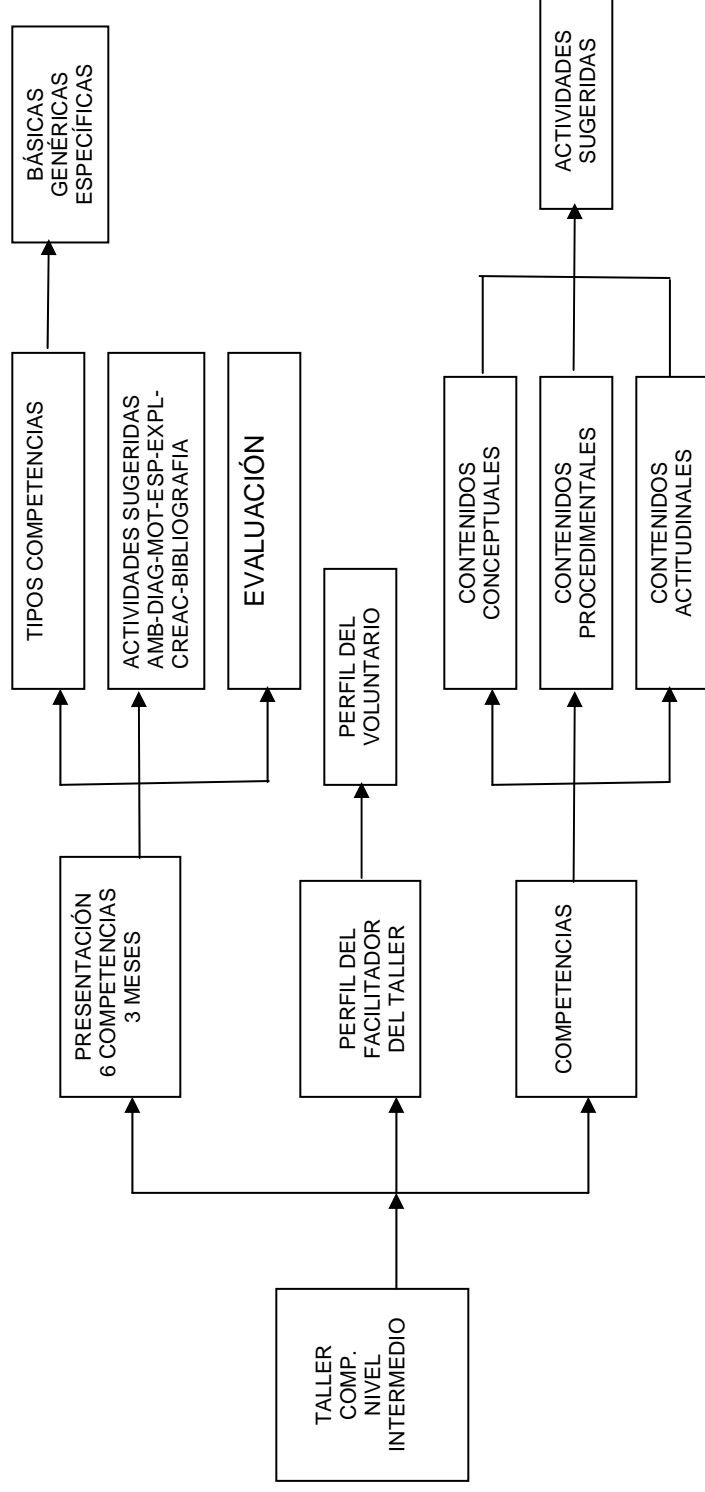 TALLER
COMP.
NIVEL
INTERMEDIO
PRESENTACIÓN
6 COMPETENCIAS
3 MESES
TIPOS COMPETENCIAS
BÁSICAS
GENÉRICAS
ESPECÍFICAS
ACTIVIDADES SUGERIDAS
AMB-DIAG-MOT-ESP-EXPL-
CREAC-BIBLIOGRAFIA
EVALUACIÓN
PERFIL DEL
FACILITADOR
DEL TALLER
PERFIL DEL
VOLUNTARIO
COMPETENCIAS
CONTENIDOS
CONCEPTUALES
CONTENIDOS
PROCEDIMENTALES
CONTENIDOS
ACTITUDINALES
ACTIVIDADES
SUGERIDAS